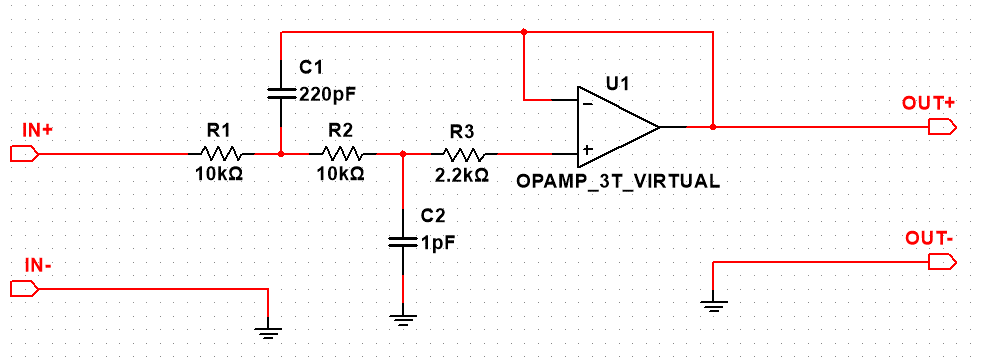 C1
220pF
U1
OUT+
IN+
R1
10kΩ
R2
10kΩ
R3
2.2kΩ
−
+
OPAMP_3T_VIRTUAL
C2
1pF
OUT-
IN-